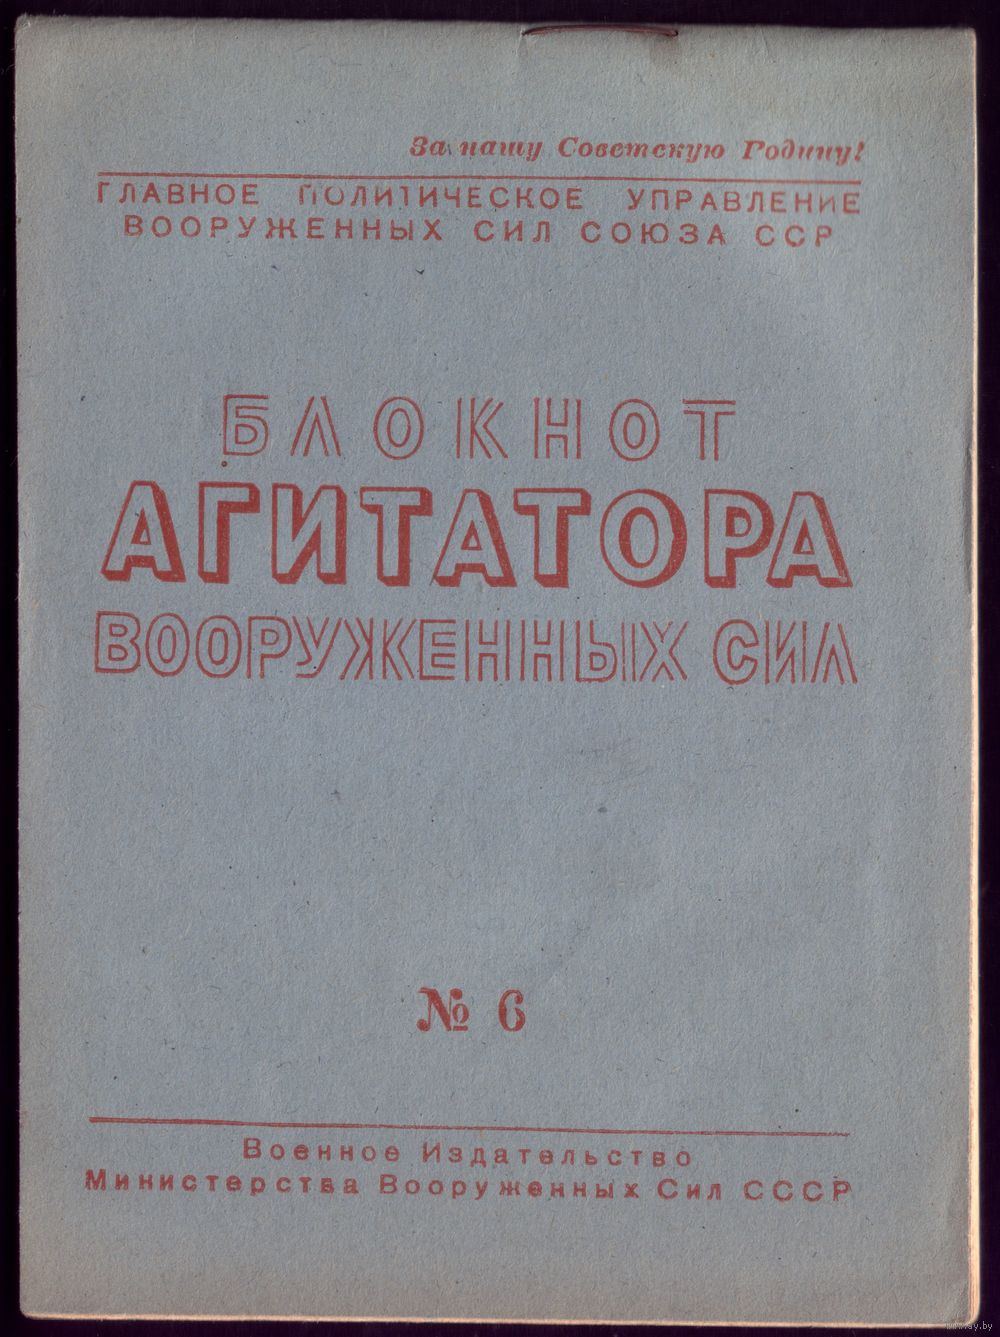 За нашу Советскую Родину!
ГЛАВНОЕ ПОЛИТИЧЕСКОЕ УПРАВЛЕНИЕ
ВООРУЖЕННЫХ СИЛ СОЮЗА ССР
БЛОКНОТ
АГИТАТОРА
ВООРУЖЕННЫХ СИЛ
№ 6
Военное Издательство
Министерства Вооруженных Сил СССР